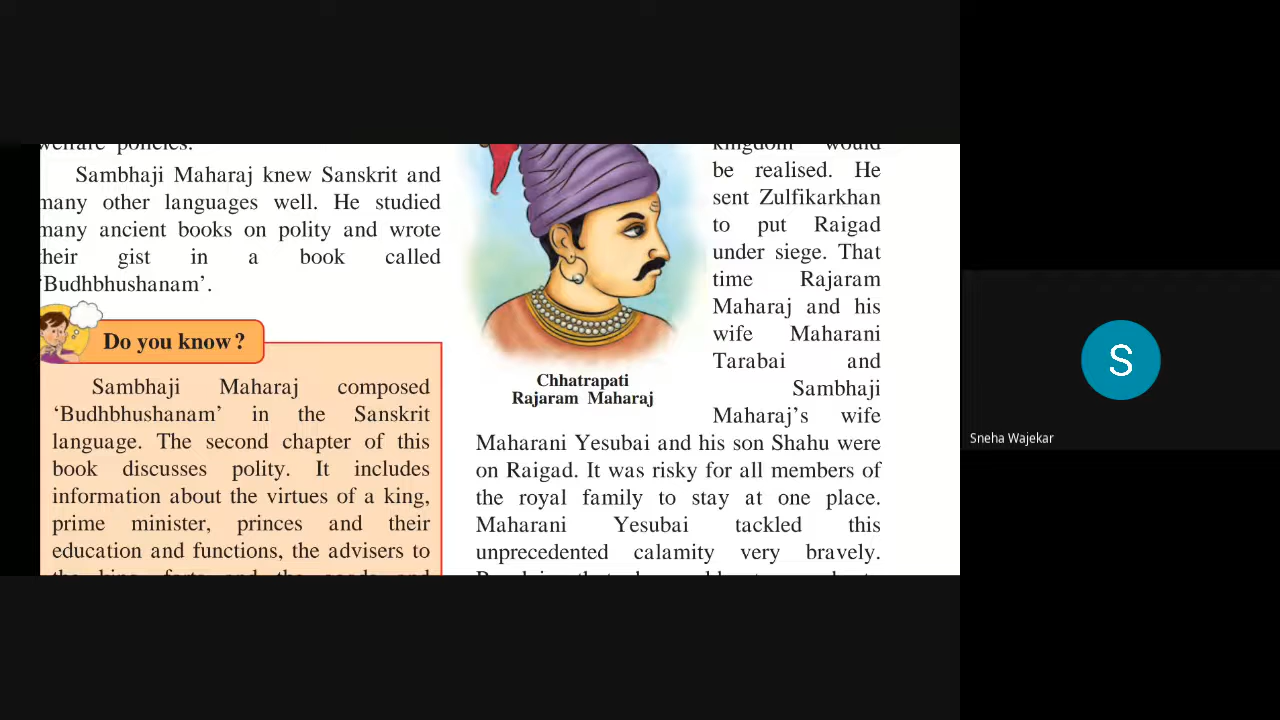 welfare policies.
Sambhaji Maharaj knew Sanskrit and
many other languages well. He studied
many ancient books on polity and wrote
their gist in a book called
‘Budhbhushanam’.
Do you know?
Sambhaji Maharaj composed
‘Budhbhushanam’ in the Sanskrit
language. The second chapter of this
book discusses polity. It includes
information about the virtues of a king,
prime minister, princes and their
education and functions, the advisers to
Chhatrapati
Rajaram Maharaj
kingdom would
be realised. He
sent Zulfikarkhan
to put Raigad
under siege. That
time Rajaram
Maharaj and his
wife Maharani
Tarabai and
Sambhaji
Maharaj’s wife
Maharani Yesubai and his son Shahu were
on Raigad. It was risky for all members of
the royal family to stay at one place.
Maharani Yesubai tackled this
unprecedented calamity very bravely.
S
Sneha Wajekar